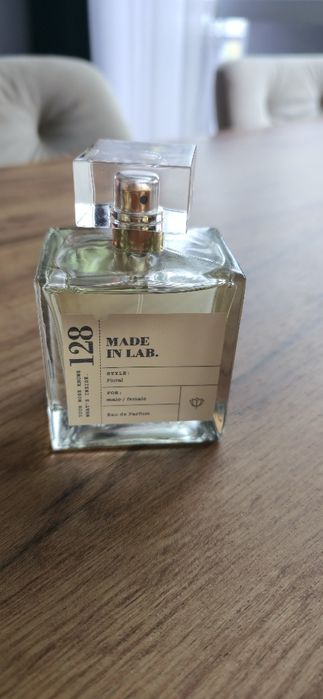 128
YOUR NOSE KNOWS
WHAT'S INSIDE.
MADE
IN LAB.
STYLE:
Floral
FOR:
male / female
Eau de Parfum